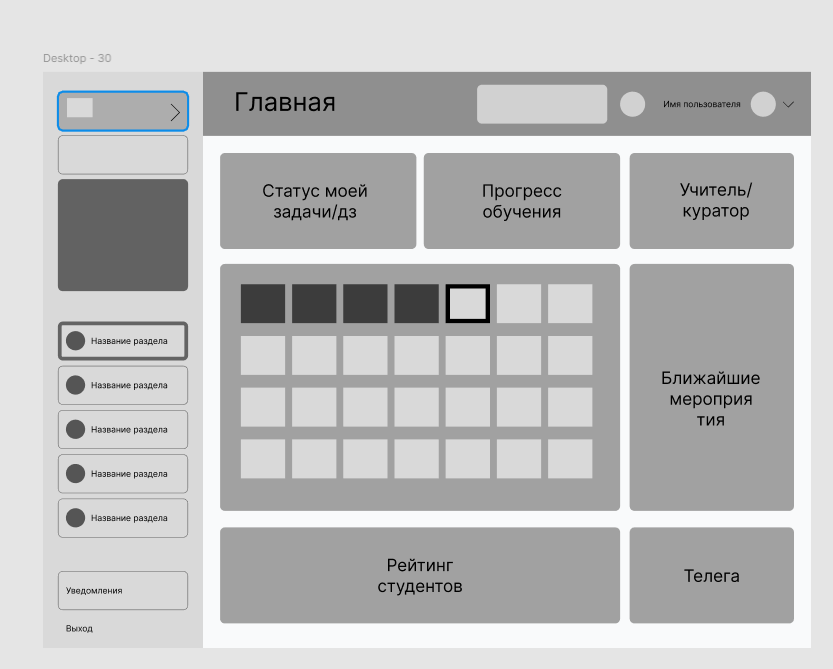 Desktop - 30
Главная
Имя пользователя
Статус моей
задачи/дз
Прогресс
обучения
Учитель/
куратор
Название раздела
Название раздела
Название раздела
Название раздела
Название раздела
Ближайшие
мероприя
тия
Рейтинг
студентов
Телега
Уведомления
Выход